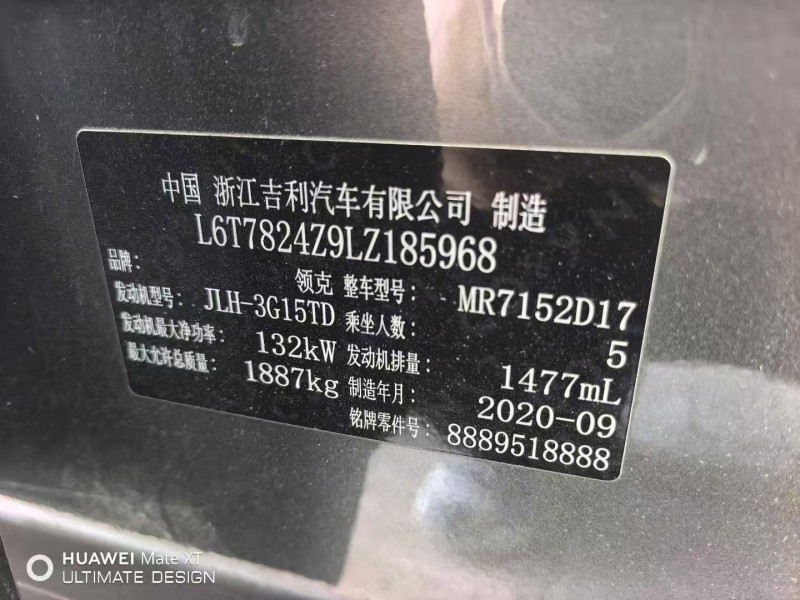 中国 浙江吉利汽车有限公司 制造
L6T7824Z9LZ185968
品牌： 领克 整车型号： MR7152D17
发动机型号： JLH-3G15TD 乘坐人数： 5
发动机最大净功率： 132kW 发动机排量： 1477mL
最大允许总质量： 1887kg 制造年月： 2020-09
铭牌零件号： 8889518888
HUAWEI Mate XT
ULTIMATE DESIGN